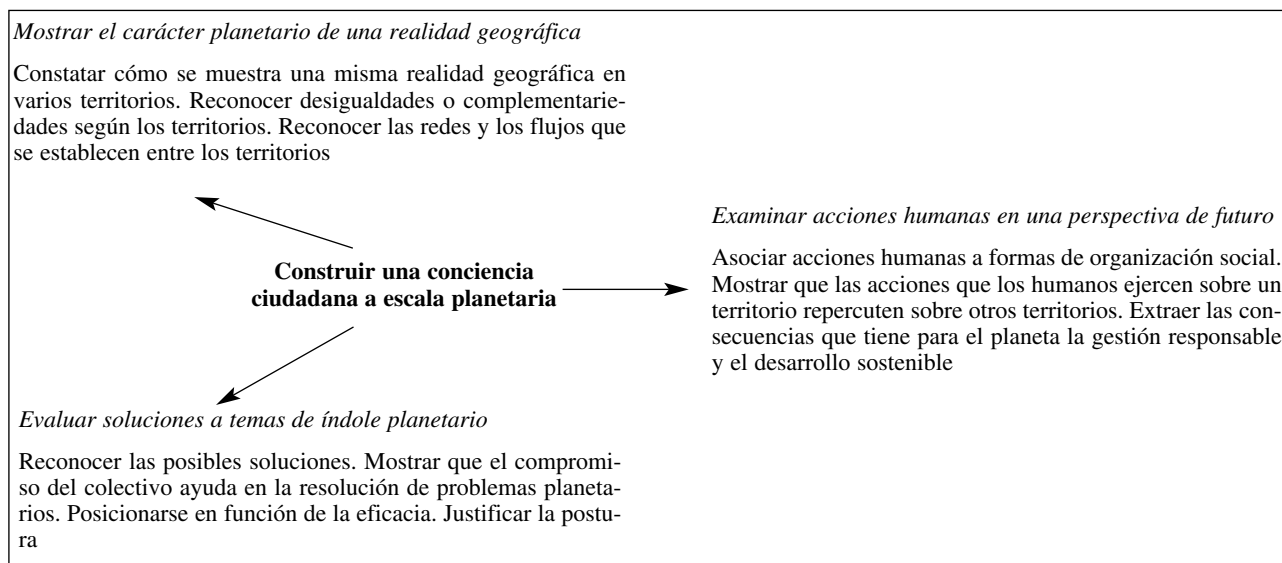 Mostrar el carácter planetario de una realidad geográfica
Constatar cómo se muestra una misma realidad geográfica en
varios territorios. Reconocer desigualdades o complementarie-
dades según los territorios. Reconocer las redes y los flujos que
se establecen entre los territorios
Examinar acciones humanas en una perspectiva de futuro
Asociar acciones humanas a formas de organización social.
Mostrar que las acciones que los humanos ejercen sobre un
territorio repercuten sobre otros territorios. Extraer las con-
secuencias que tiene para el planeta la gestión responsable
y el desarrollo sostenible
Construir una conciencia
ciudadana a escala planetaria
Evaluar soluciones a temas de índole planetario
Reconocer las posibles soluciones. Mostrar que el compromi-
so del colectivo ayuda en la resolución de problemas planeta-
rios. Posicionarse en función de la eficacia. Justificar la postu-
ra